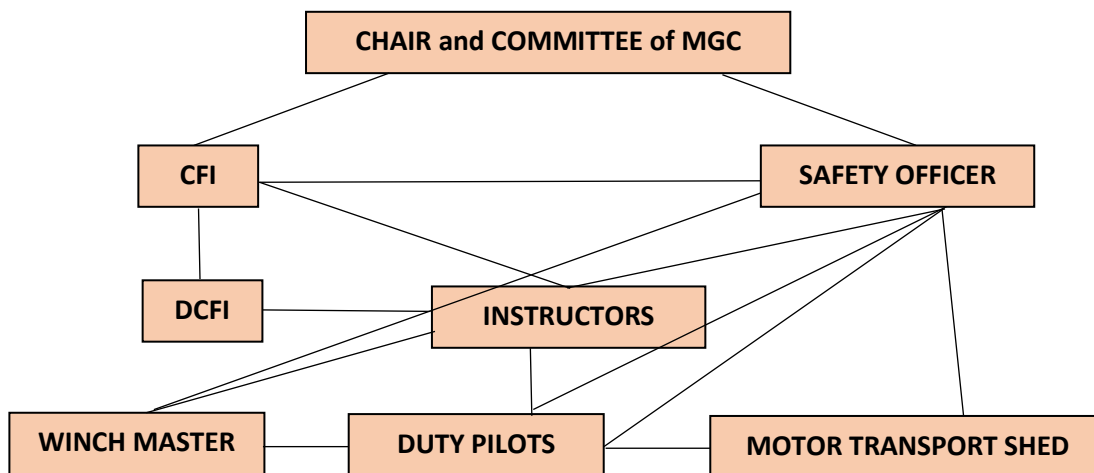 CHAIR and COMMITTEE of MGC
CFI
SAFETY OFFICER
DCFI
INSTRUCTORS
WINCH MASTER
DUTY PILOTS
MOTOR TRANSPORT SHED